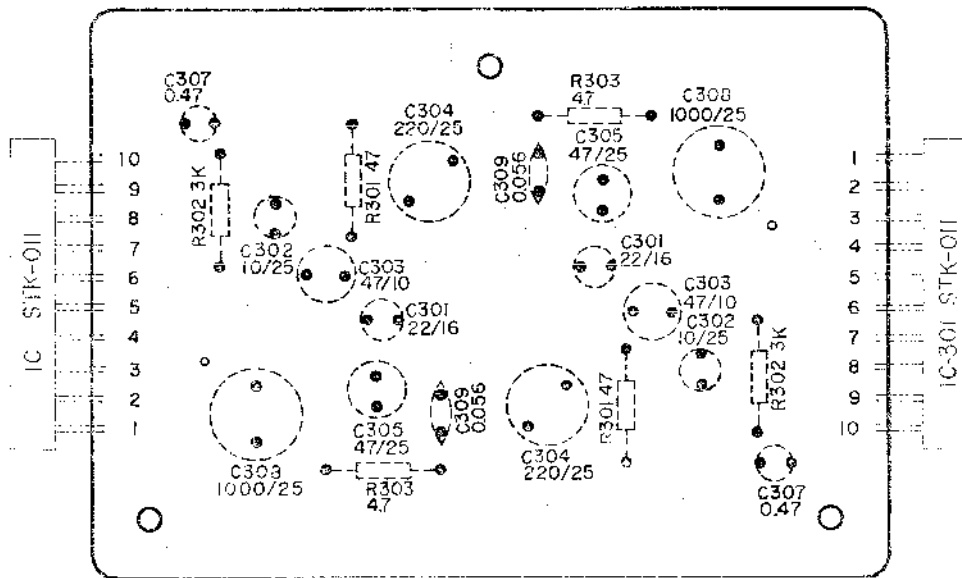 C307
0.47
C304
220/25
R303
4.7
C308
1000/25
C305
47/25
R301 47
C309
0.056
R302 3K
C302
10/25
C303
47/10
C301
22/16
C301
22/16
C303
47/10
C302
10/25
R302 3K
R301 47
C309
0.056
C305
47/25
C304
220/25
C308
1000/25
R303
4.7
C307
0.47
10
9
8
7
6
5
4
3
2
1
IC STK-011
1
2
3
4
5
6
7
8
9
10
IC-301 STK-011